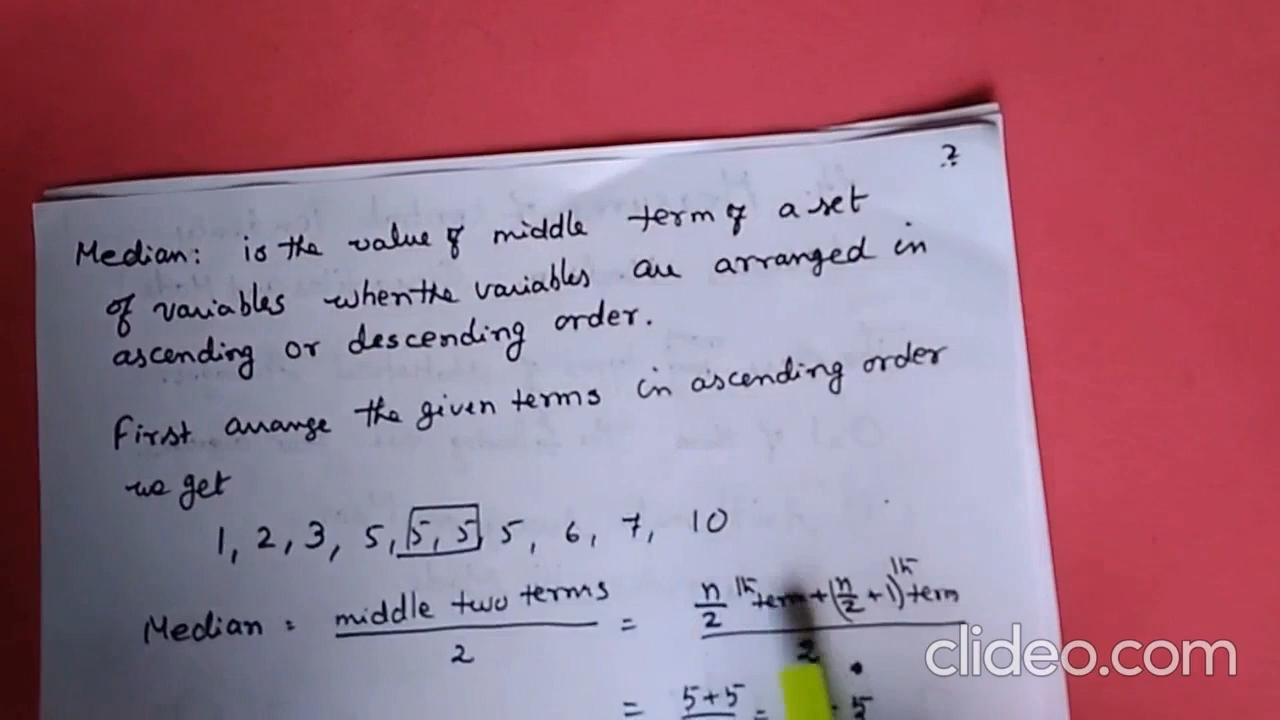 2
Median: is the value of middle term of a set
of variables when the variables are arranged in
ascending or descending order.
First arrange the given terms in ascending order
we get
1, 2, 3, 5, 5, 5, 5, 6, 7, 10
Median = middle two terms / 2 = n/2 th term + (n/2 + 1)th term / 2
= 5+5 = 5
clideo.com